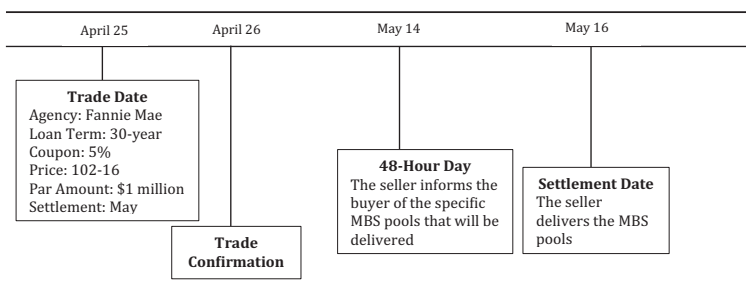 April 25
April 26
May 14
May 16
Trade Date
Agency: Fannie Mae
Loan Term: 30-year
Coupon: 5%
Price: 102-16
Par Amount: $1 million
Settlement: May
Trade
Confirmation
48-Hour Day
The seller informs the
buyer of the specific
MBS pools that will be
delivered
Settlement Date
The seller
delivers the MBS
pools